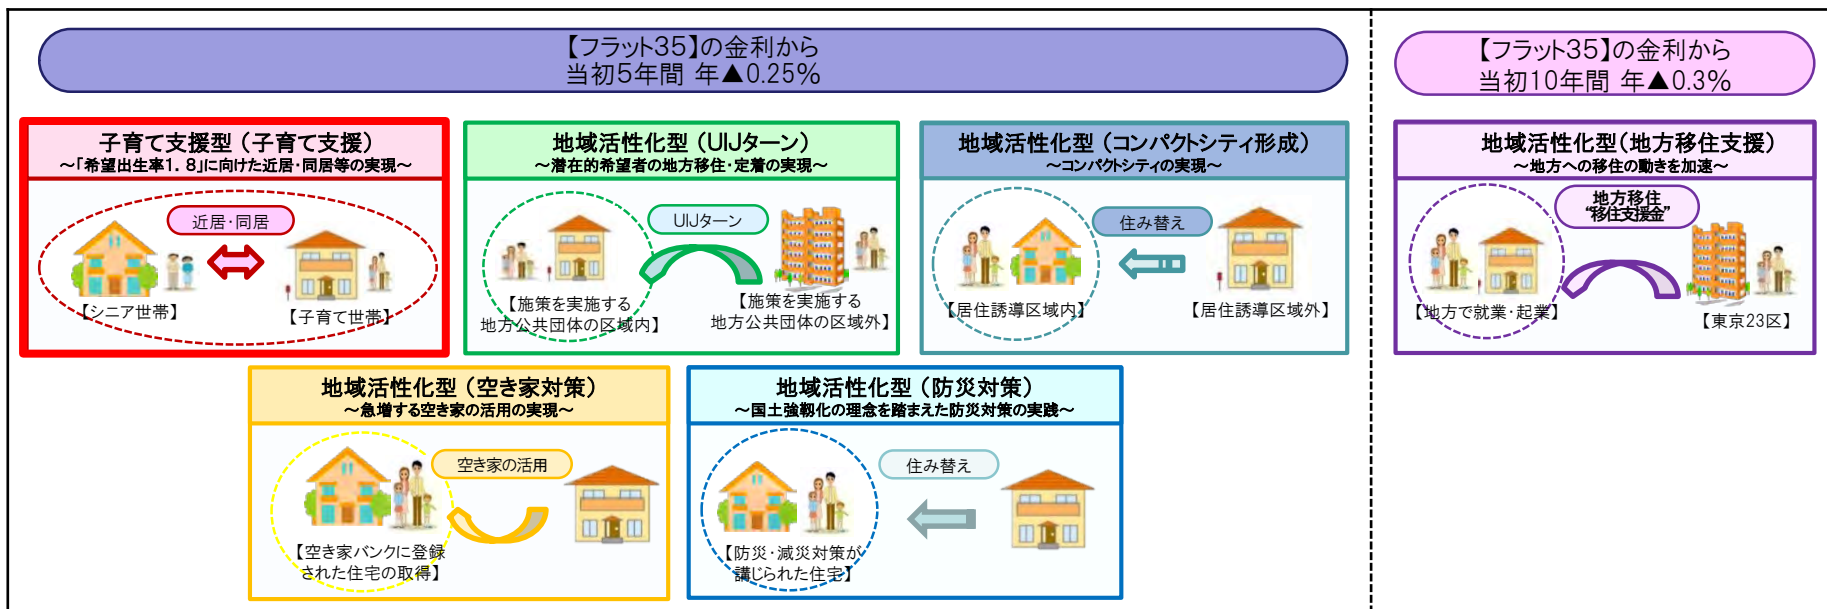 【フラット35】の金利から
当初5年間 年▲0.25%
【フラット35】の金利から
当初10年間 年▲0.3%
子育て支援型（子育て支援）
～「希望出生率1．8」に向けた近居・同居等の実現～
近居・同居
【シニア世帯】
【子育て世帯】
地域活性化型（UIJターン）
～潜在的希望者の地方移住・定着の実現～
UIJターン
【施策を実施する
地方公共団体の区域内】
【施策を実施する
地方公共団体の区域外】
地域活性化型（コンパクトシティ形成）
～コンパクトシティの実現～
住み替え
【居住誘導区域内】
【居住誘導区域外】
地域活性化型（地方移住支援）
～地方への移住の動きを加速～
地方移住
“移住支援金”
【地方で就業・起業】
【東京23区】
地域活性化型（空き家対策）
～急増する空き家の活用の実現～
空き家の活用
【空き家バンクに登録
された住宅の取得】
地域活性化型（防災対策）
～国土強靱化の理念を踏まえた防災対策の実践～
住み替え
【防災・減災対策が
講じられた住宅】